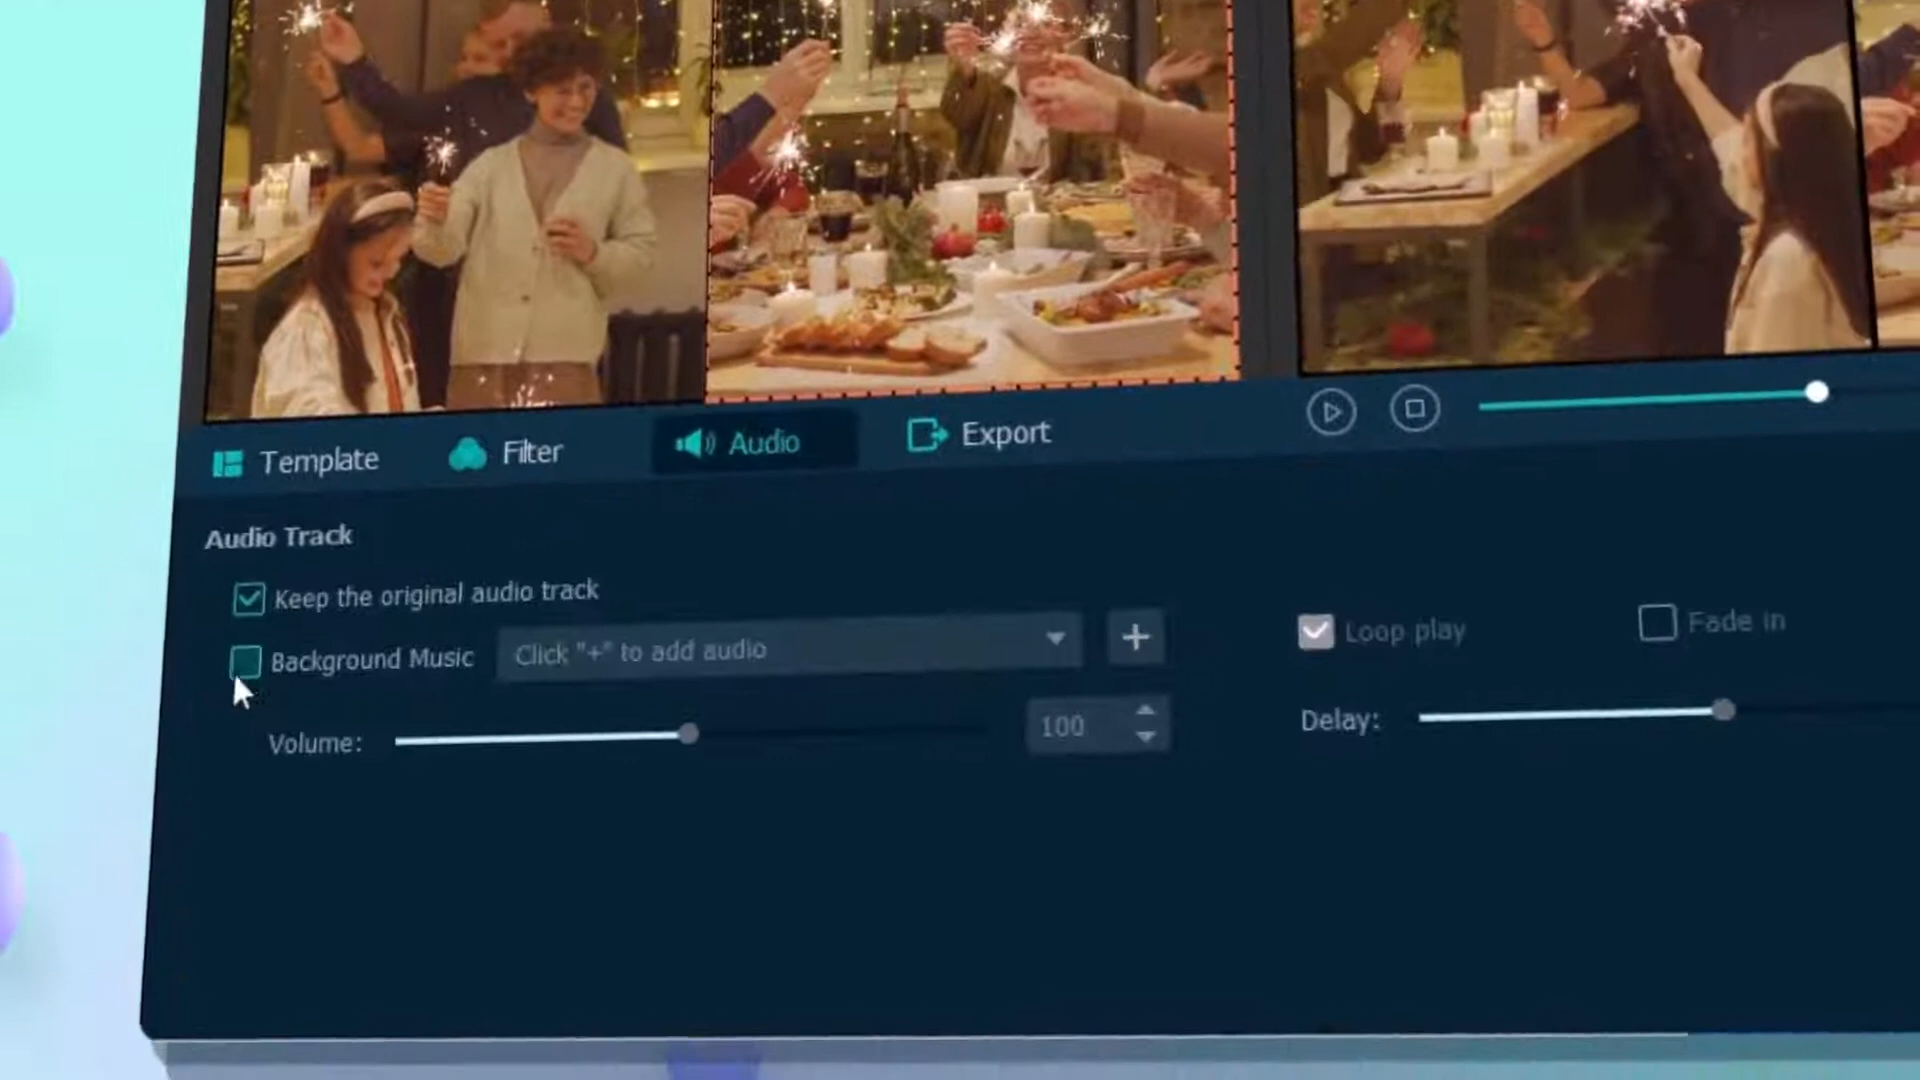 Template Filter Audio Export
Audio Track
Keep the original audio track
Background Music Click "+" to add audio Loop play Fade in
Volume: 100 Delay: